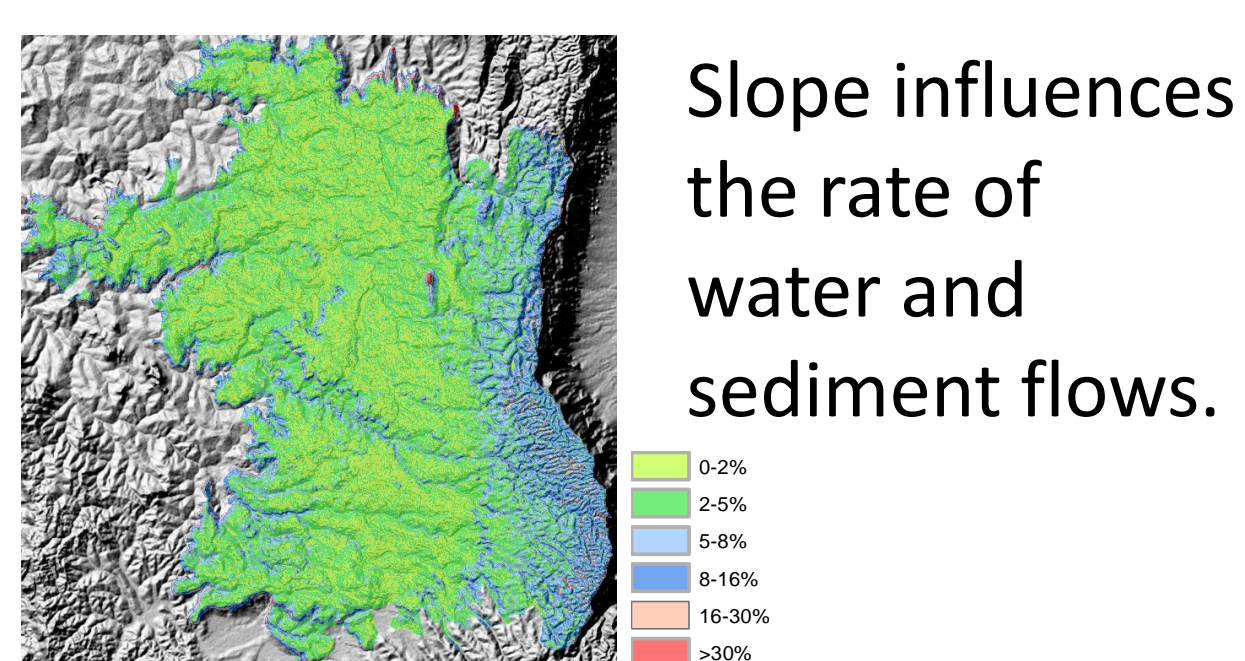 Slope influences
the rate of
water and
sediment flows.
0-2%
2-5%
5-8%
8-16%
16-30%
>30%